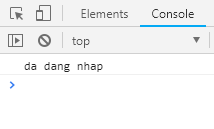 Elements Console
top
da dang nhap